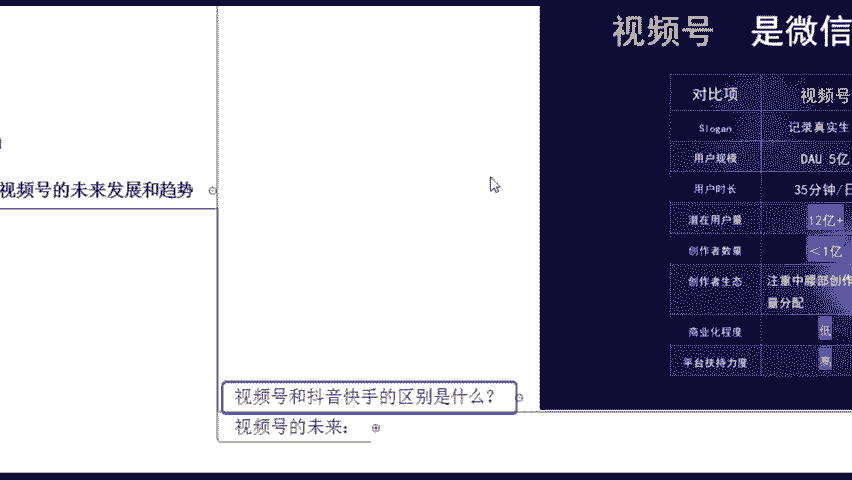 视频号的未来发展和趋势
视频号和抖音快手的区别是什么？
视频号的未来：
视频号 是微信
对比项 视频号
Slogan 记录真实生
用户规模 DAU 5亿
用户时长 35分钟/日
潜在用户量 12亿+
创作者数量 <1亿
创作者生态 注重中腰部创作
量分配
商业化程度 低
平台扶持力度 高